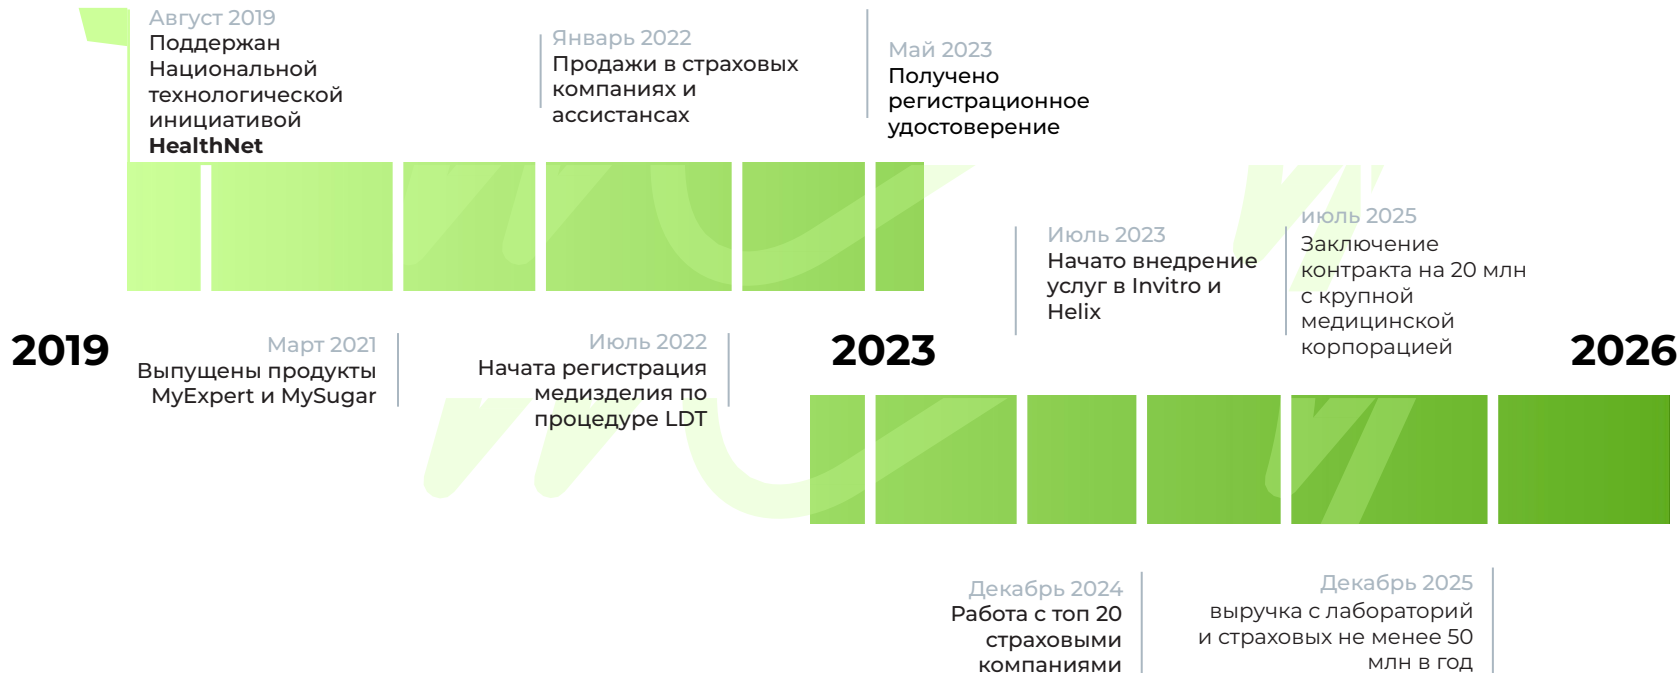 Август 2019
Поддержан
Национальной
технологической
инициативой
HealthNet
Январь 2022
Продажи в страховых
компаниях и
ассистансах
Май 2023
Получено
регистрационное
удостоверение
Июль 2023
Начато внедрение
услуг в Invitro и
Helix
июль 2025
Заключение
контракта на 20 млн
с крупной
медицинской
корпорацией
2019
Март 2021
Выпущены продукты
MyExpert и MySugar
Июль 2022
Начата регистрация
медизделия по
процедуре LDT
2023
2026
Декабрь 2024
Работа с топ 20
страховыми
компаниями
Декабрь 2025
выручка с лабораторий
и страховых не менее 50
млн в год